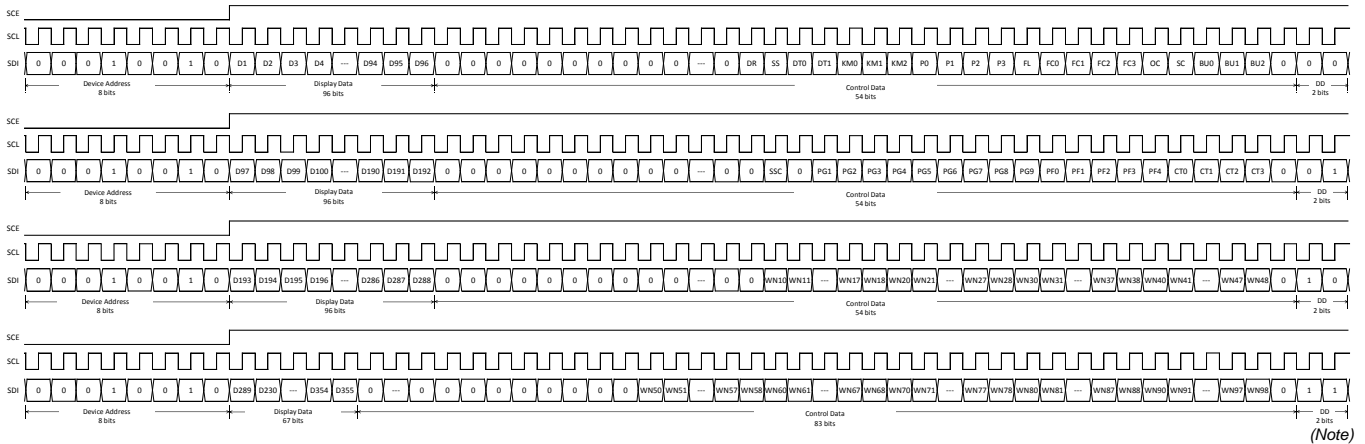 SCE
SCL
SDI 0 0 0 1 0 0 1 0 D1 D2 D3 D4 --- D94 D95 D96 0 0 0 0 0 0 0 0 0 0 --- 0 DR SS DT0 DT1 KM0 KM1 KM2 P0 P1 P2 P3 FL FC0 FC1 FC2 FC3 OC SC BU0 BU1 BU2 0 0 0
Device Address Display Data Control Data DD
8 bits 96 bits 54 bits 2 bits
SCE
SCL
SDI 0 0 0 1 0 0 1 0 D97 D98 D99 D100 --- D190 D191 D192 0 0 0 0 0 0 0 0 0 0 --- 0 0 SSC 0 PG1 PG2 PG3 PG4 PG5 PG6 PG7 PG8 PG9 PF0 PF1 PF2 PF3 PF4 CT0 CT1 CT2 CT3 0 0 1
Device Address Display Data Control Data DD
8 bits 96 bits 54 bits 2 bits
SCE
SCL
SDI 0 0 0 1 0 0 1 0 D193 D194 D195 D196 --- D286 D287 D288 0 0 0 0 0 0 0 0 0 0 --- 0 0 WN10 WN11 --- WN17 WN18 WN20 WN21 --- WN27 WN28 WN30 WN31 --- WN37 WN38 WN40 WN41 --- WN47 WN48 0 1 0
Device Address Display Data Control Data DD
8 bits 96 bits 54 bits 2 bits
SCE
SCL
SDI 0 0 0 1 0 0 1 0 D289 D230 --- D354 D355 0 --- 0 0 0 0 0 0 0 0 0 WN50 WN51 --- WN57 WN58 WN60 WN61 --- WN67 WN68 WN70 WN71 --- WN77 WN78 WN80 WN81 --- WN87 WN88 WN90 WN91 --- WN97 WN98 0 1 1
Device Address Display Data Control Data DD
8 bits 67 bits 83 bits 2 bits
(Note)